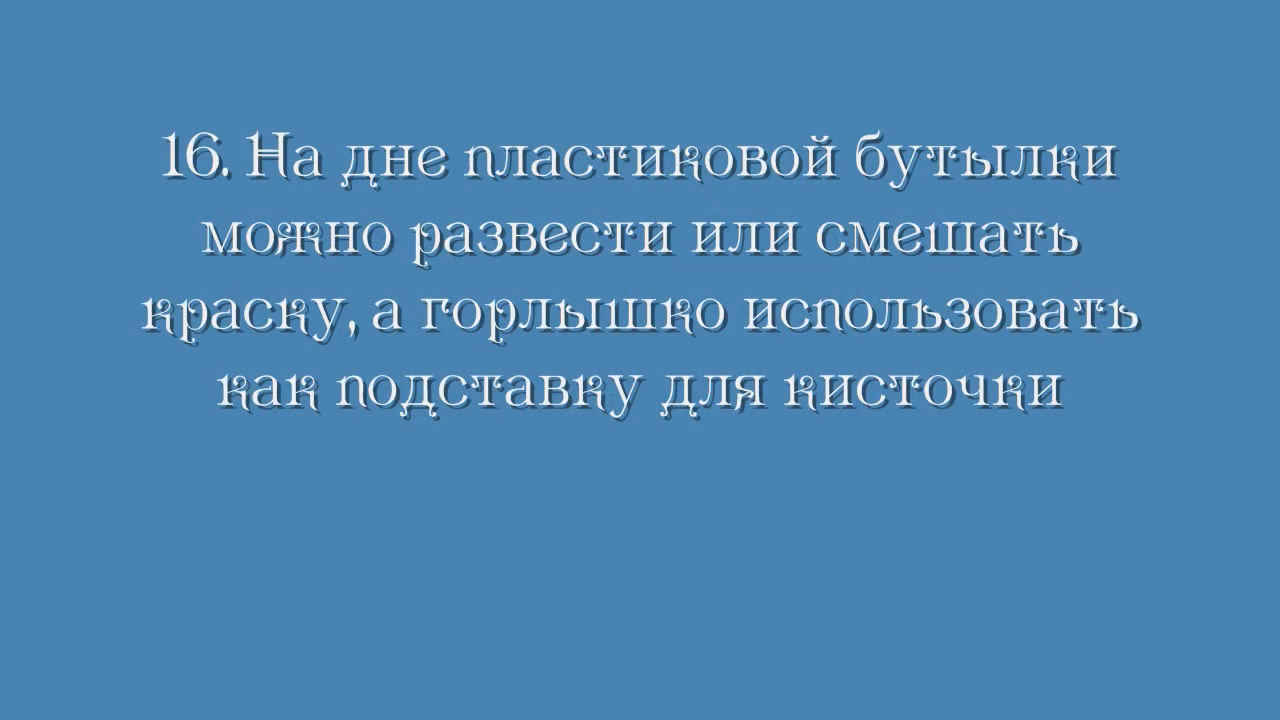 16. На дне пластиковой бутылки
можно развести или смешать
краску, а горлышко использовать
как подставку для кисточки